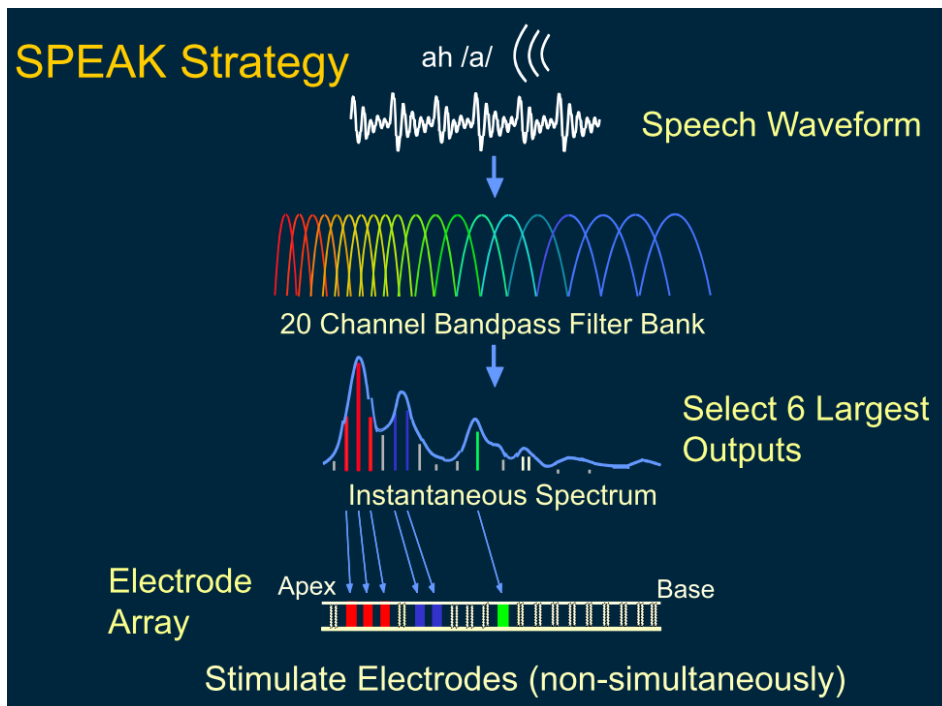 SPEAK Strategy
ah /a/
Speech Waveform
20 Channel Bandpass Filter Bank
Select 6 Largest
Outputs
Instantaneous Spectrum
Electrode
Array
Apex
Base
Stimulate Electrodes (non-simultaneously)